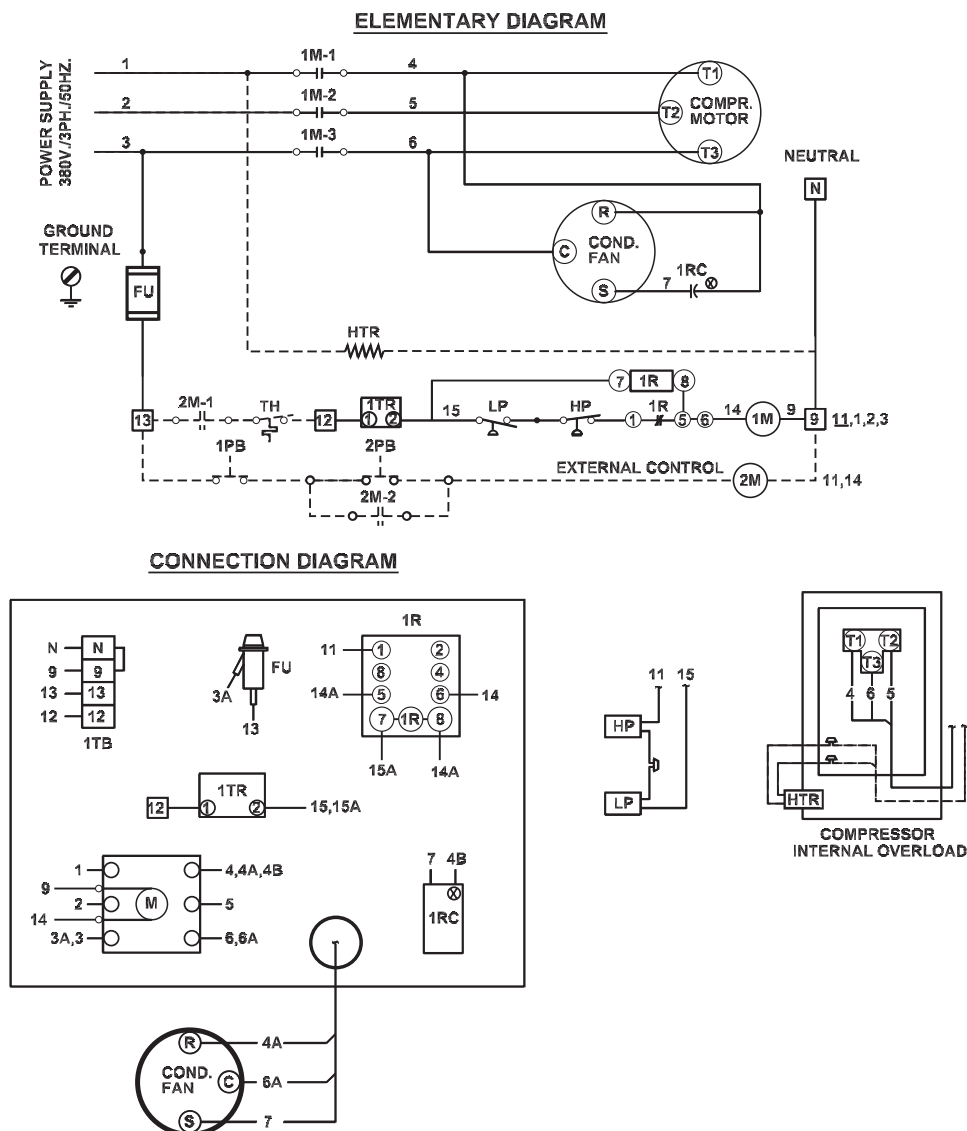 ELEMENTARY DIAGRAM
POWER SUPPLY
380V./3PH./50HZ.
1
1M-1
4
T1
2
1M-2
5
T2
COMPR.
MOTOR
3
1M-3
6
T3
NEUTRAL
N
GROUND
TERMINAL
R
C
COND.
FAN
1RC
7
S
FU
HTR
7
1R
8
13
2M-1
TH
12
1TR
1
2
15
LP
HP
1
1R
5
6
14
1M
9
9
11,1,2,3
1PB
2PB
EXTERNAL CONTROL
2M
11,14
2M-2
CONNECTION DIAGRAM
N
N
9
9
13
13
12
12
1TB
FU
3A
13
1R
11
1
2
8
4
14A
5
6
14
7
1R
8
15A
14A
12
1TR
1
2
15,15A
1
4,4A,4B
9
2
M
5
14
3A,3
6,6A
7 4B
1RC
11 15
HP
LP
T1
T2
T3
4 6 5
HTR
COMPRESSOR
INTERNAL OVERLOAD
R
4A
COND.
FAN
C
6A
S
7